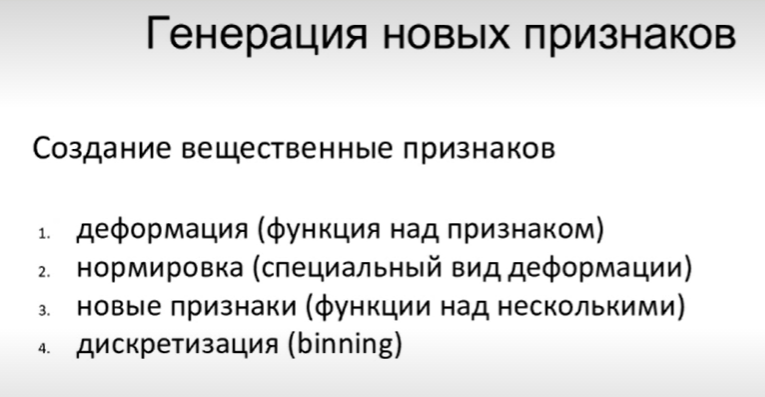 Генерация новых признаков
Создание вещественные признаков
1. деформация (функция над признаком)
2. нормировка (специальный вид деформации)
3. новые признаки (функции над несколькими)
4. дискретизация (binning)